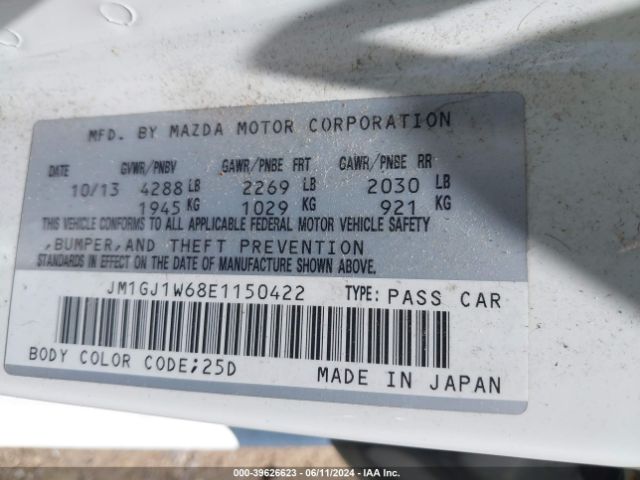 MFD. BY MAZDA MOTOR CORPORATION
DATE GVWR/PNBV GAWR/PNBE FRT GAWR/PNBE RR
10/13 4288 LB 2269 LB 2030 LB
1945 KG 1029 KG 921 KG
THIS VEHICLE CONFORMS TO ALL APPLICABLE FEDERAL MOTOR VEHICLE SAFETY
,BUMPER,AND THEFT PREVENTION
STANDARDS IN EFFECT ON THE DATE OF MANUFACTURE SHOWN ABOVE.
JM1GJ1W68E1150422 TYPE: PASS CAR
BODY COLOR CODE;25D MADE IN JAPAN
000-39626623 - 06/11/2024 - IAA Inc.